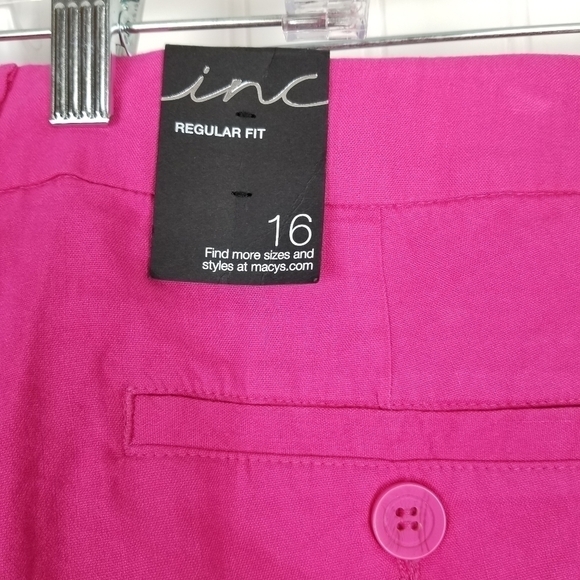 inc
REGULAR FIT
16
Find more sizes and
styles at macys.com